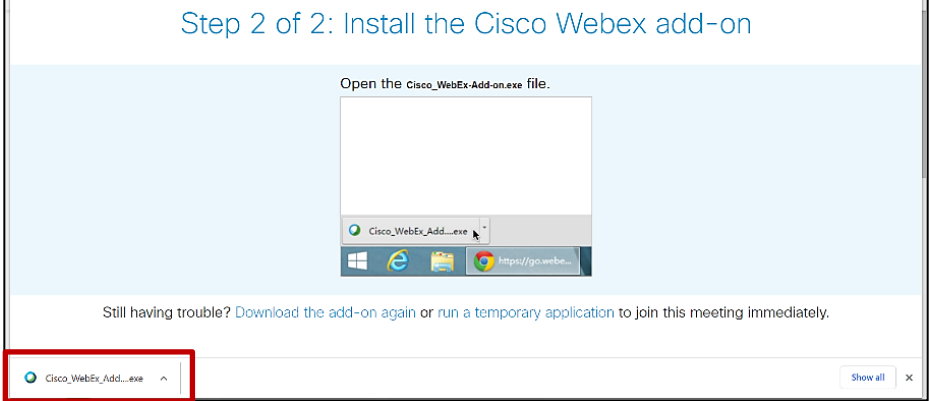 Step 2 of 2: Install the Cisco Webex add-on
Open the Cisco_WebEx-Add-on.exe file.
Cisco_WebEx_Add....exe
https://go.webe...
Still having trouble? Download the add-on again or run a temporary application to join this meeting immediately.
Cisco_WebEx_Add....exe
Show all